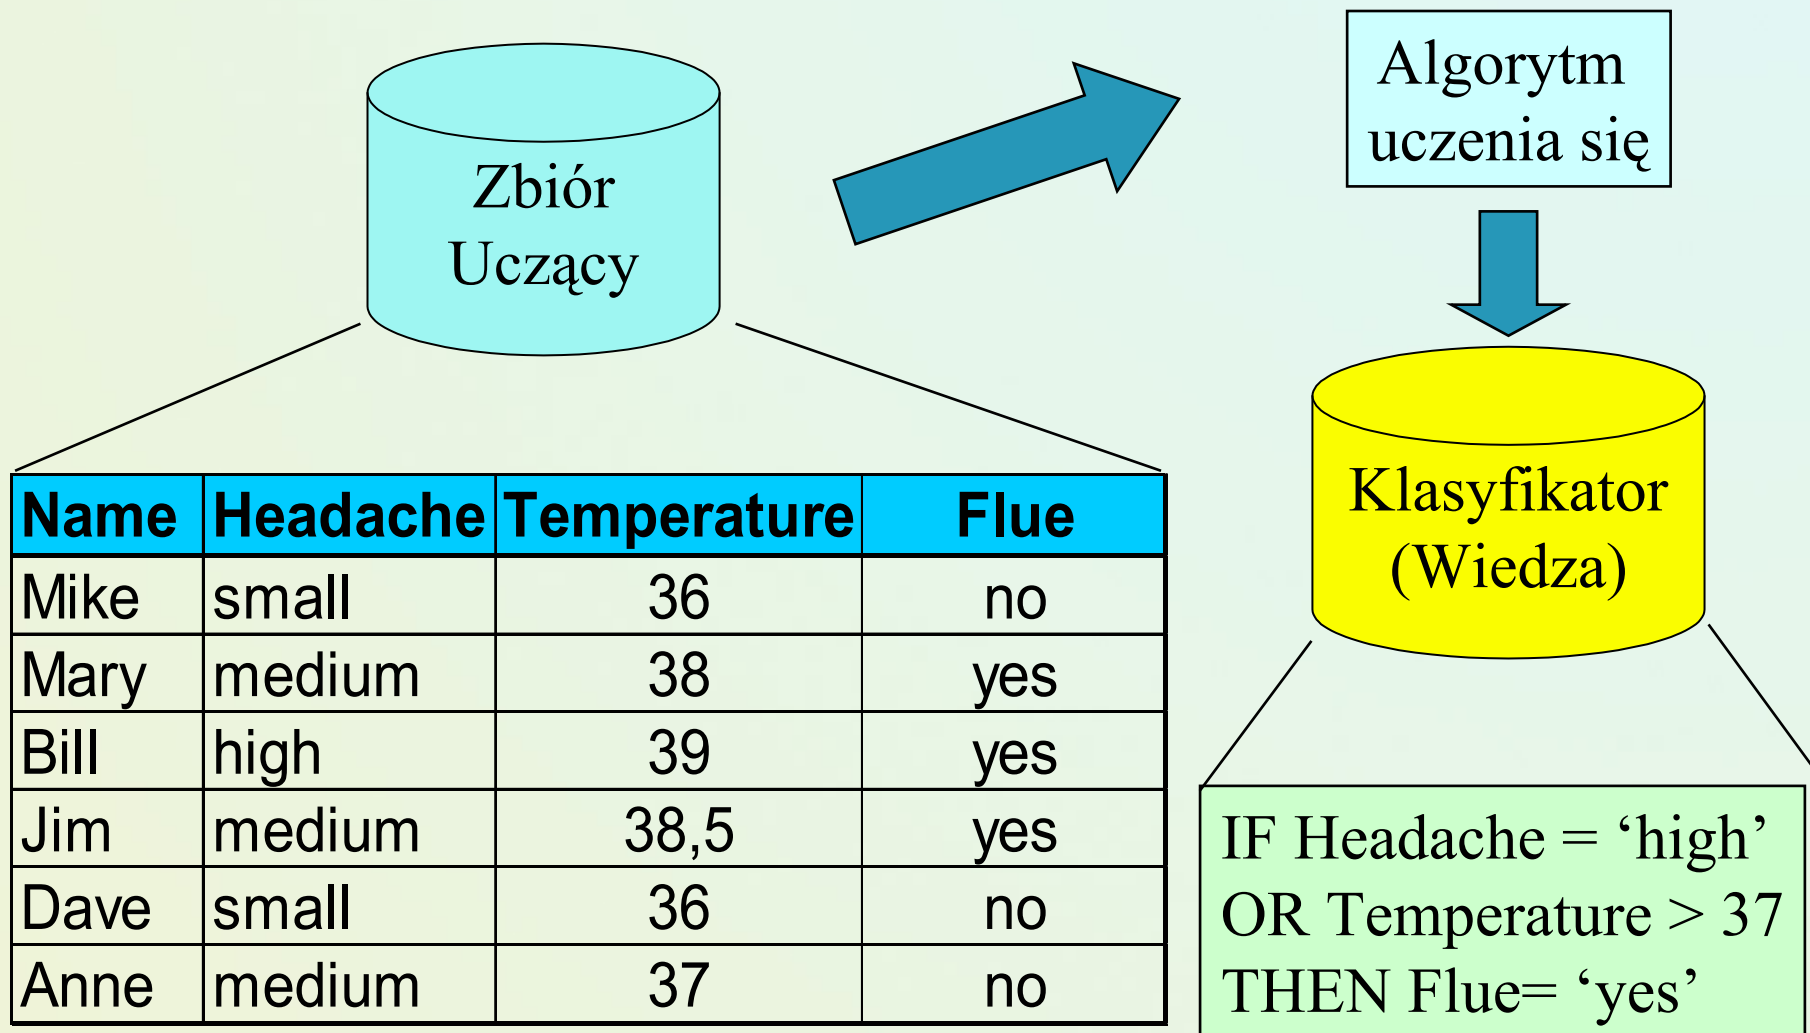 Zbiór
Uczący
Algorytm
uczenia się
Klasyfikator
(Wiedza)
Name Headache Temperature Flue
Mike small 36 no
Mary medium 38 yes
Bill high 39 yes
Jim medium 38,5 yes
Dave small 36 no
Anne medium 37 no
IF Headache = ‘high’
OR Temperature > 37
THEN Flue= ‘yes’